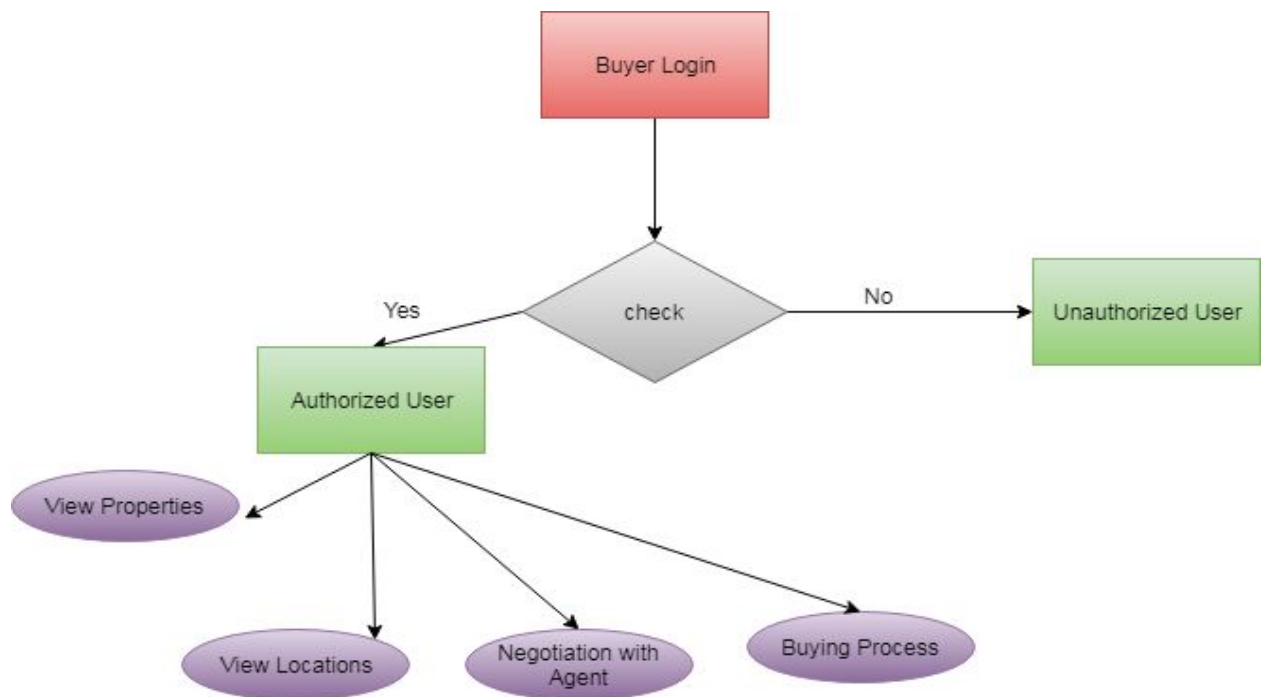 Buyer Login
check
Yes
No
Unauthorized User
Authorized User
View Properties
View Locations
Negotiation with
Agent
Buying Process